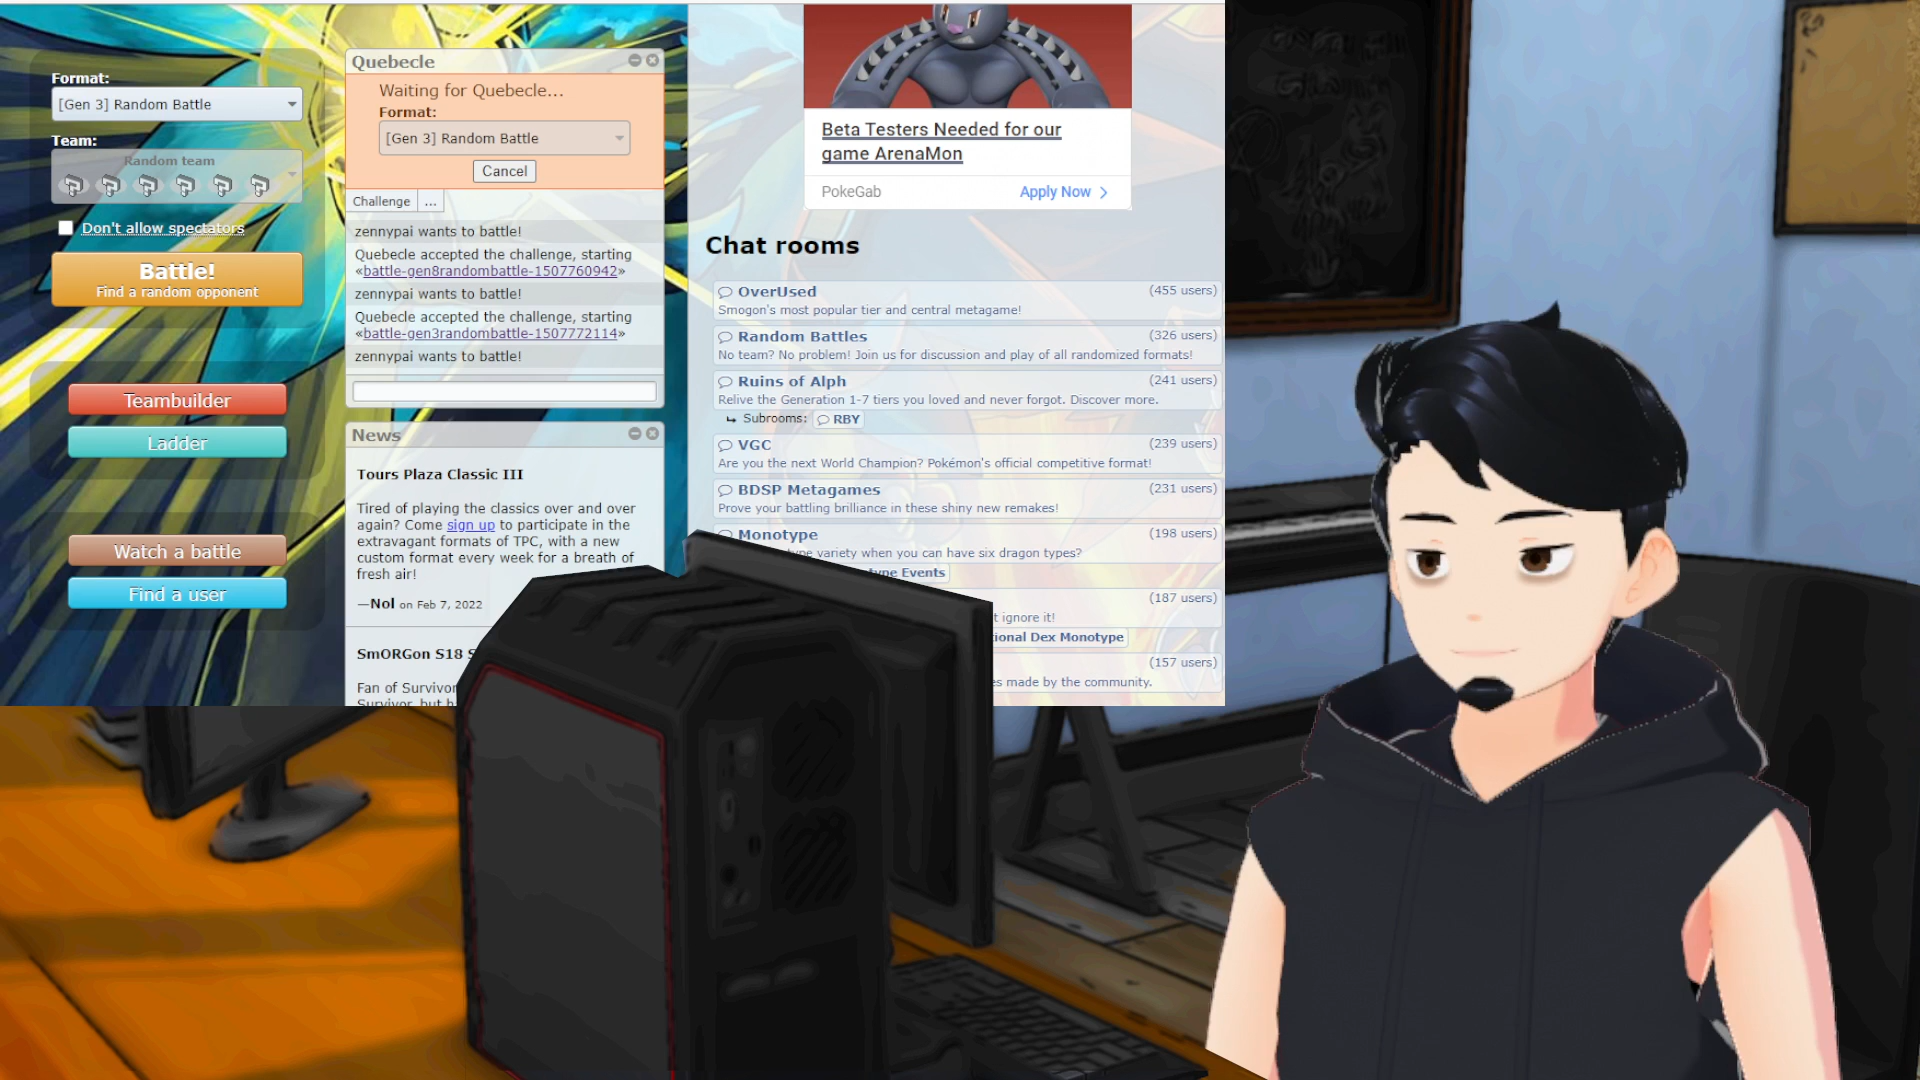 Format:
[Gen 3] Random Battle
Team:
Random team
Don't allow spectators
Battle!
Find a random opponent
Teambuilder
Ladder
Watch a battle
Find a user
Quebecle
Waiting for Quebecle...
Format:
[Gen 3] Random Battle
Cancel
Challenge
...
zennypai wants to battle!
Quebecle accepted the challenge, starting
«battle-gen8randombattle-1507760942»
zennypai wants to battle!
Quebecle accepted the challenge, starting
«battle-gen3randombattle-1507772114»
zennypai wants to battle!
News
Tours Plaza Classic III
Tired of playing the classics over and over
again? Come sign up to participate in the
extravagant formats of TPC, with a new
custom format every week for a breath of
fresh air!
—Nol on Feb 7, 2022
SmORGon S18 S
Fan of Survivor
Survivor, but h
Beta Testers Needed for our
game ArenaMon
PokeGab
Apply Now
Chat rooms
OverUsed (455 users)
Smogon's most popular tier and central metagame!
Random Battles (326 users)
No team? No problem! Join us for discussion and play of all randomized formats!
Ruins of Alph (241 users)
Relive the Generation 1-7 tiers you loved and never forgot. Discover more.
Subrooms: RBY
VGC (239 users)
Are you the next World Champion? Pokémon's official competitive format!
BDSP Metagames (231 users)
Prove your battling brilliance in these shiny new remakes!
Monotype (198 users)
type variety when you can have six dragon types?
type Events
(187 users)
t ignore it!
ional Dex Monotype
(157 users)
es made by the community.